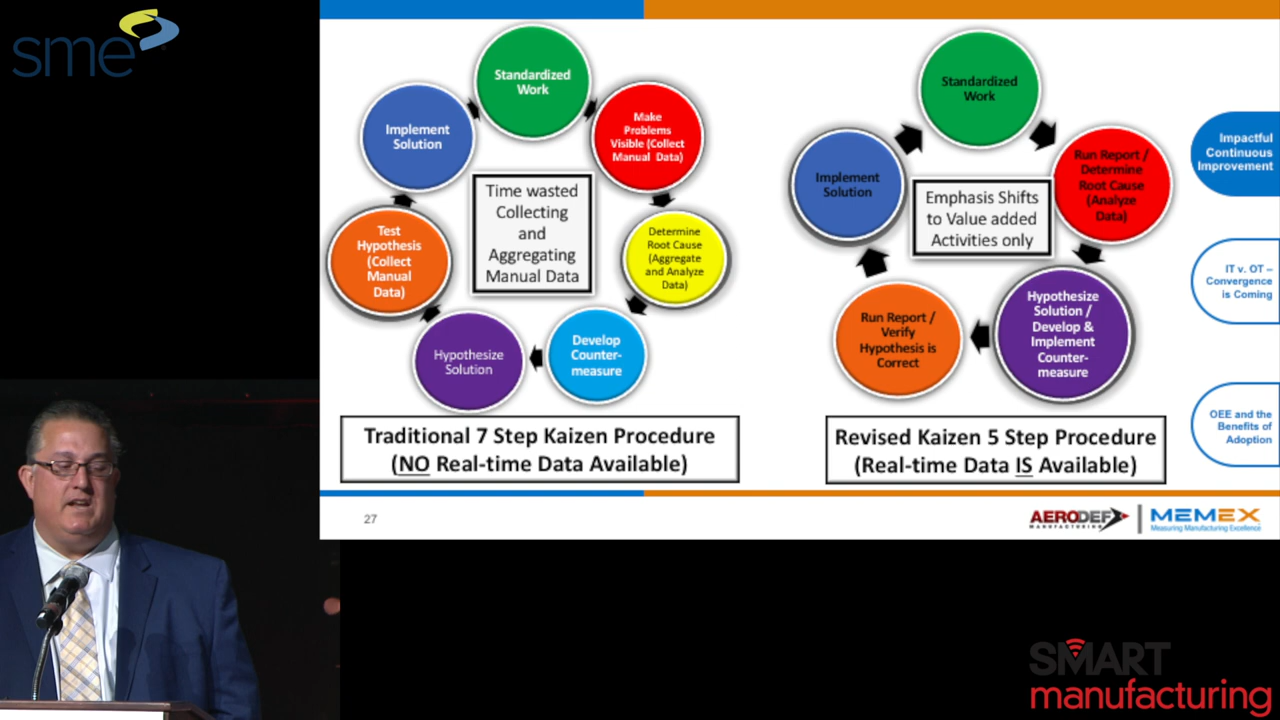 sme
Standardized
Work
Make
Problems
Visible (Collect
Manual Data)
Determine
Root Cause
(Aggregate
and Analyze
Data)
Develop
Counter-
measure
Hypothesize
Solution
Test
Hypothesis
(Collect
Manual
Data)
Implement
Solution
Time wasted
Collecting
and
Aggregating
Manual Data
Traditional 7 Step Kaizen Procedure
(NO Real-time Data Available)
Standardized
Work
Run Report /
Determine
Root Cause
(Analyze
Data)
Hypothesize
Solution /
Develop &
Implement
Counter-
measure
Run Report /
Verify
Hypothesis is
Correct
Implement
Solution
Emphasis Shifts
to Value added
Activities only
Revised Kaizen 5 Step Procedure
(Real-time Data IS Available)
Impactful
Continuous
Improvement
IT v. OT –
Convergence
is Coming
OEE and the
Benefits of
Adoption
27
AERODEF
MANUFACTURING
MEMEX
Measuring Manufacturing Excellence
SMART
manufacturing